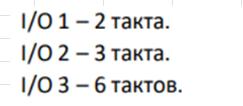 I/O 1 – 2 такта.
I/O 2 – 3 такта.
I/O 3 – 6 тактов.